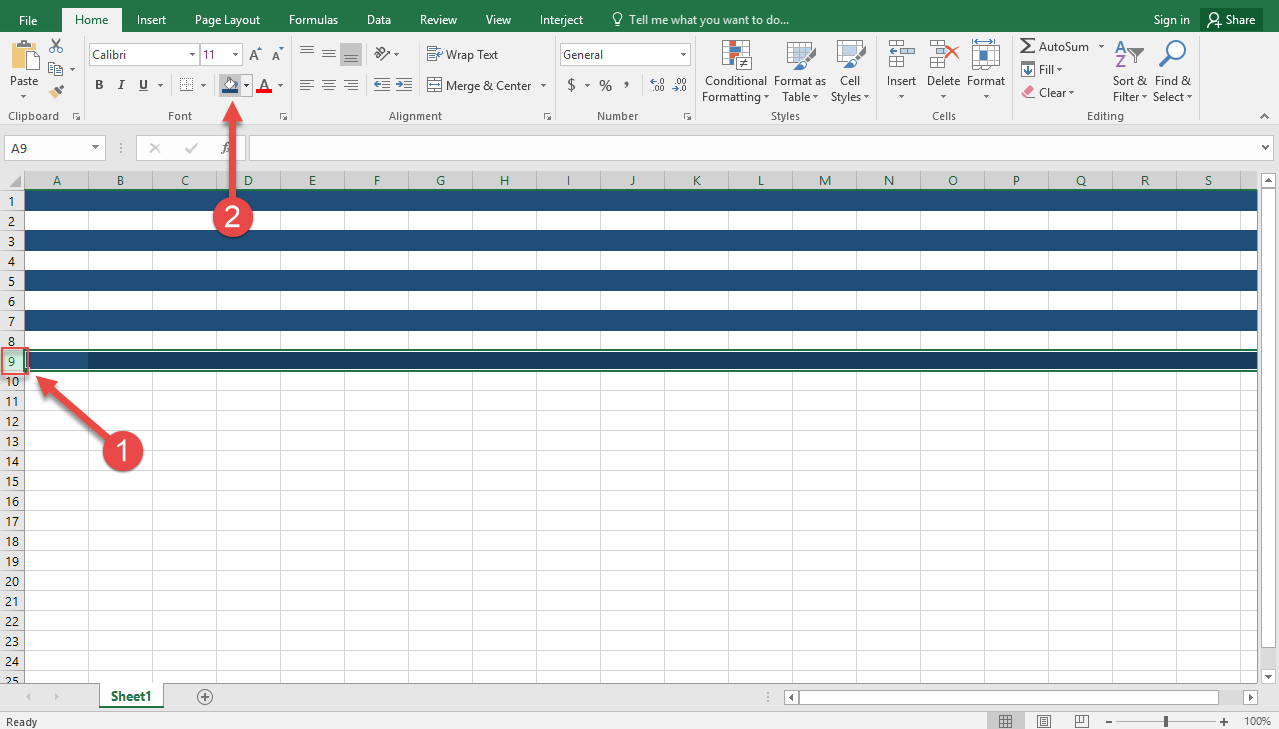 File Home Insert Page Layout Formulas Data Review View Interject Tell me what you want to do... Sign in Share
Calibri 11 A A Wrap Text General AutoSum
Fill
Paste B I U A Merge & Center $ % , .00 .0 Conditional Format as Cell Insert Delete Format Clear Sort & Find &
Formatting Table Styles Filter Select
Clipboard Font Alignment Number Styles Cells Editing
A9
A B C D E F G H I J K L M N O P Q R S
1
2
2
3
4
5
6
7
8
9
10
11
12
1
13
14
15
16
17
18
19
20
21
22
23
24
25
Sheet1
Ready 100%